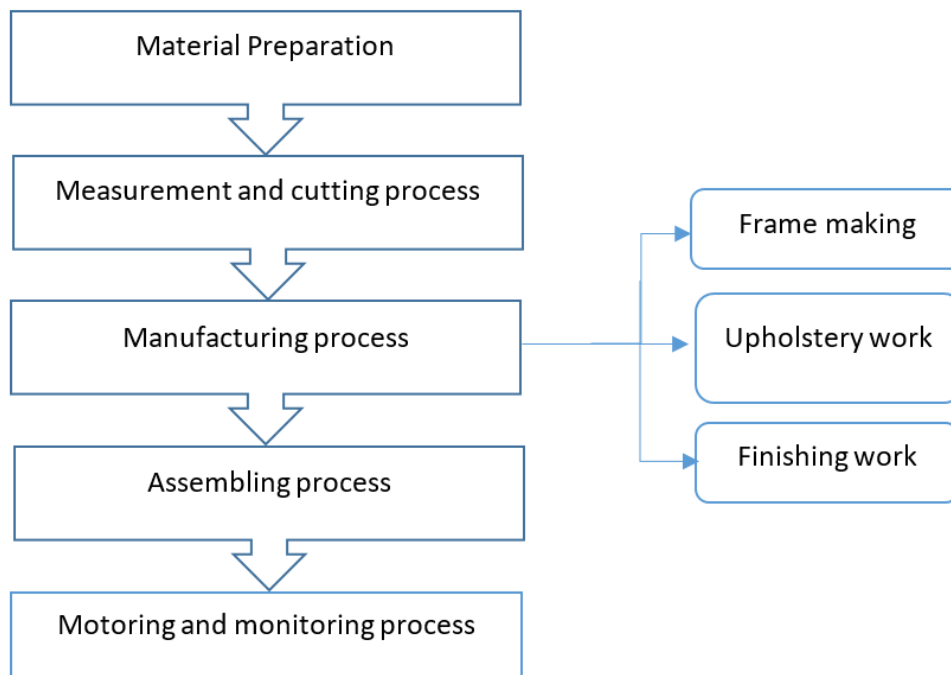 Material Preparation
Measurement and cutting process
Manufacturing process
Assembling process
Motoring and monitoring process
Frame making
Upholstery work
Finishing work